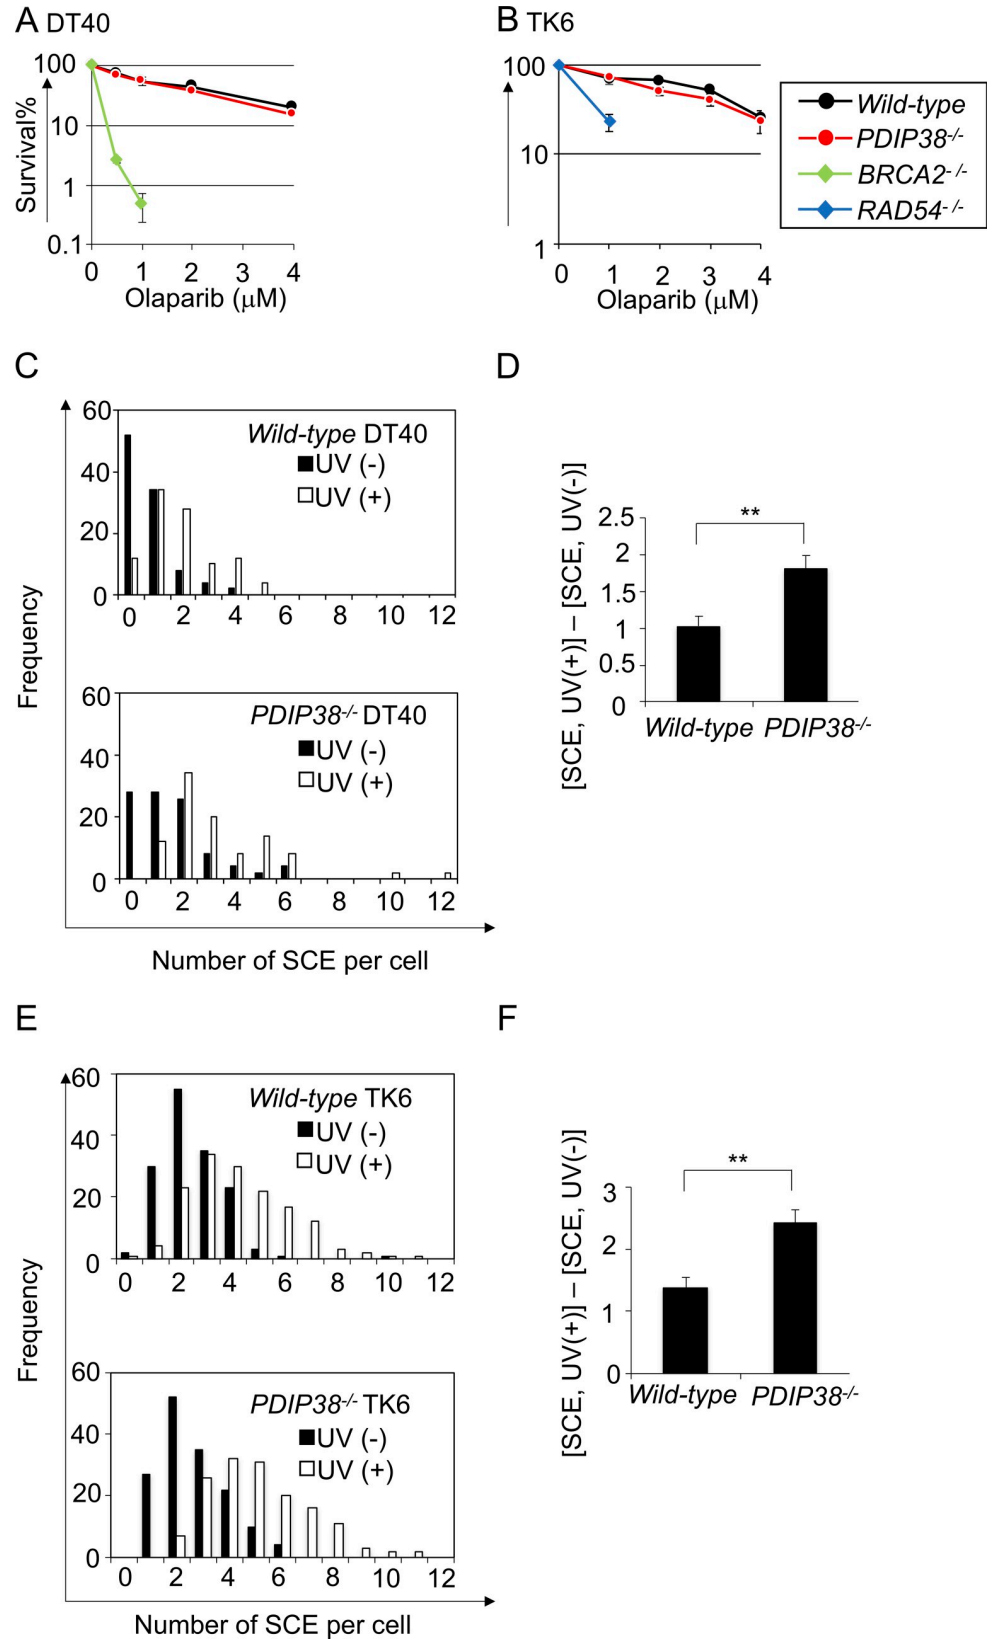 A DT40
Survival%
100
10
1
0.1
0 1 2 3 4
Olaparib (μM)
B TK6
100
10
1
0 1 2 3 4
Olaparib (μM)
Wild-type
PDIP38-/-
BRCA2-/-
RAD54-/-
C
Frequency
60
40
20
0
Wild-type DT40
UV (-)
UV (+)
0 2 4 6 8 10 12
60
40
20
0
PDIP38-/- DT40
UV (-)
UV (+)
0 2 4 6 8 10 12
Number of SCE per cell
D
[SCE, UV(+)] – [SCE, UV(-)]
2.5
2
1.5
1
0.5
0
**
Wild-type PDIP38-/-
E
Frequency
60
40
20
0
Wild-type TK6
UV (-)
UV (+)
0 2 4 6 8 10 12
60
40
20
0
PDIP38-/- TK6
UV (-)
UV (+)
0 2 4 6 8 10 12
Number of SCE per cell
F
[SCE, UV(+)] – [SCE, UV(-)]
3
2
1
0
**
Wild-type PDIP38-/-